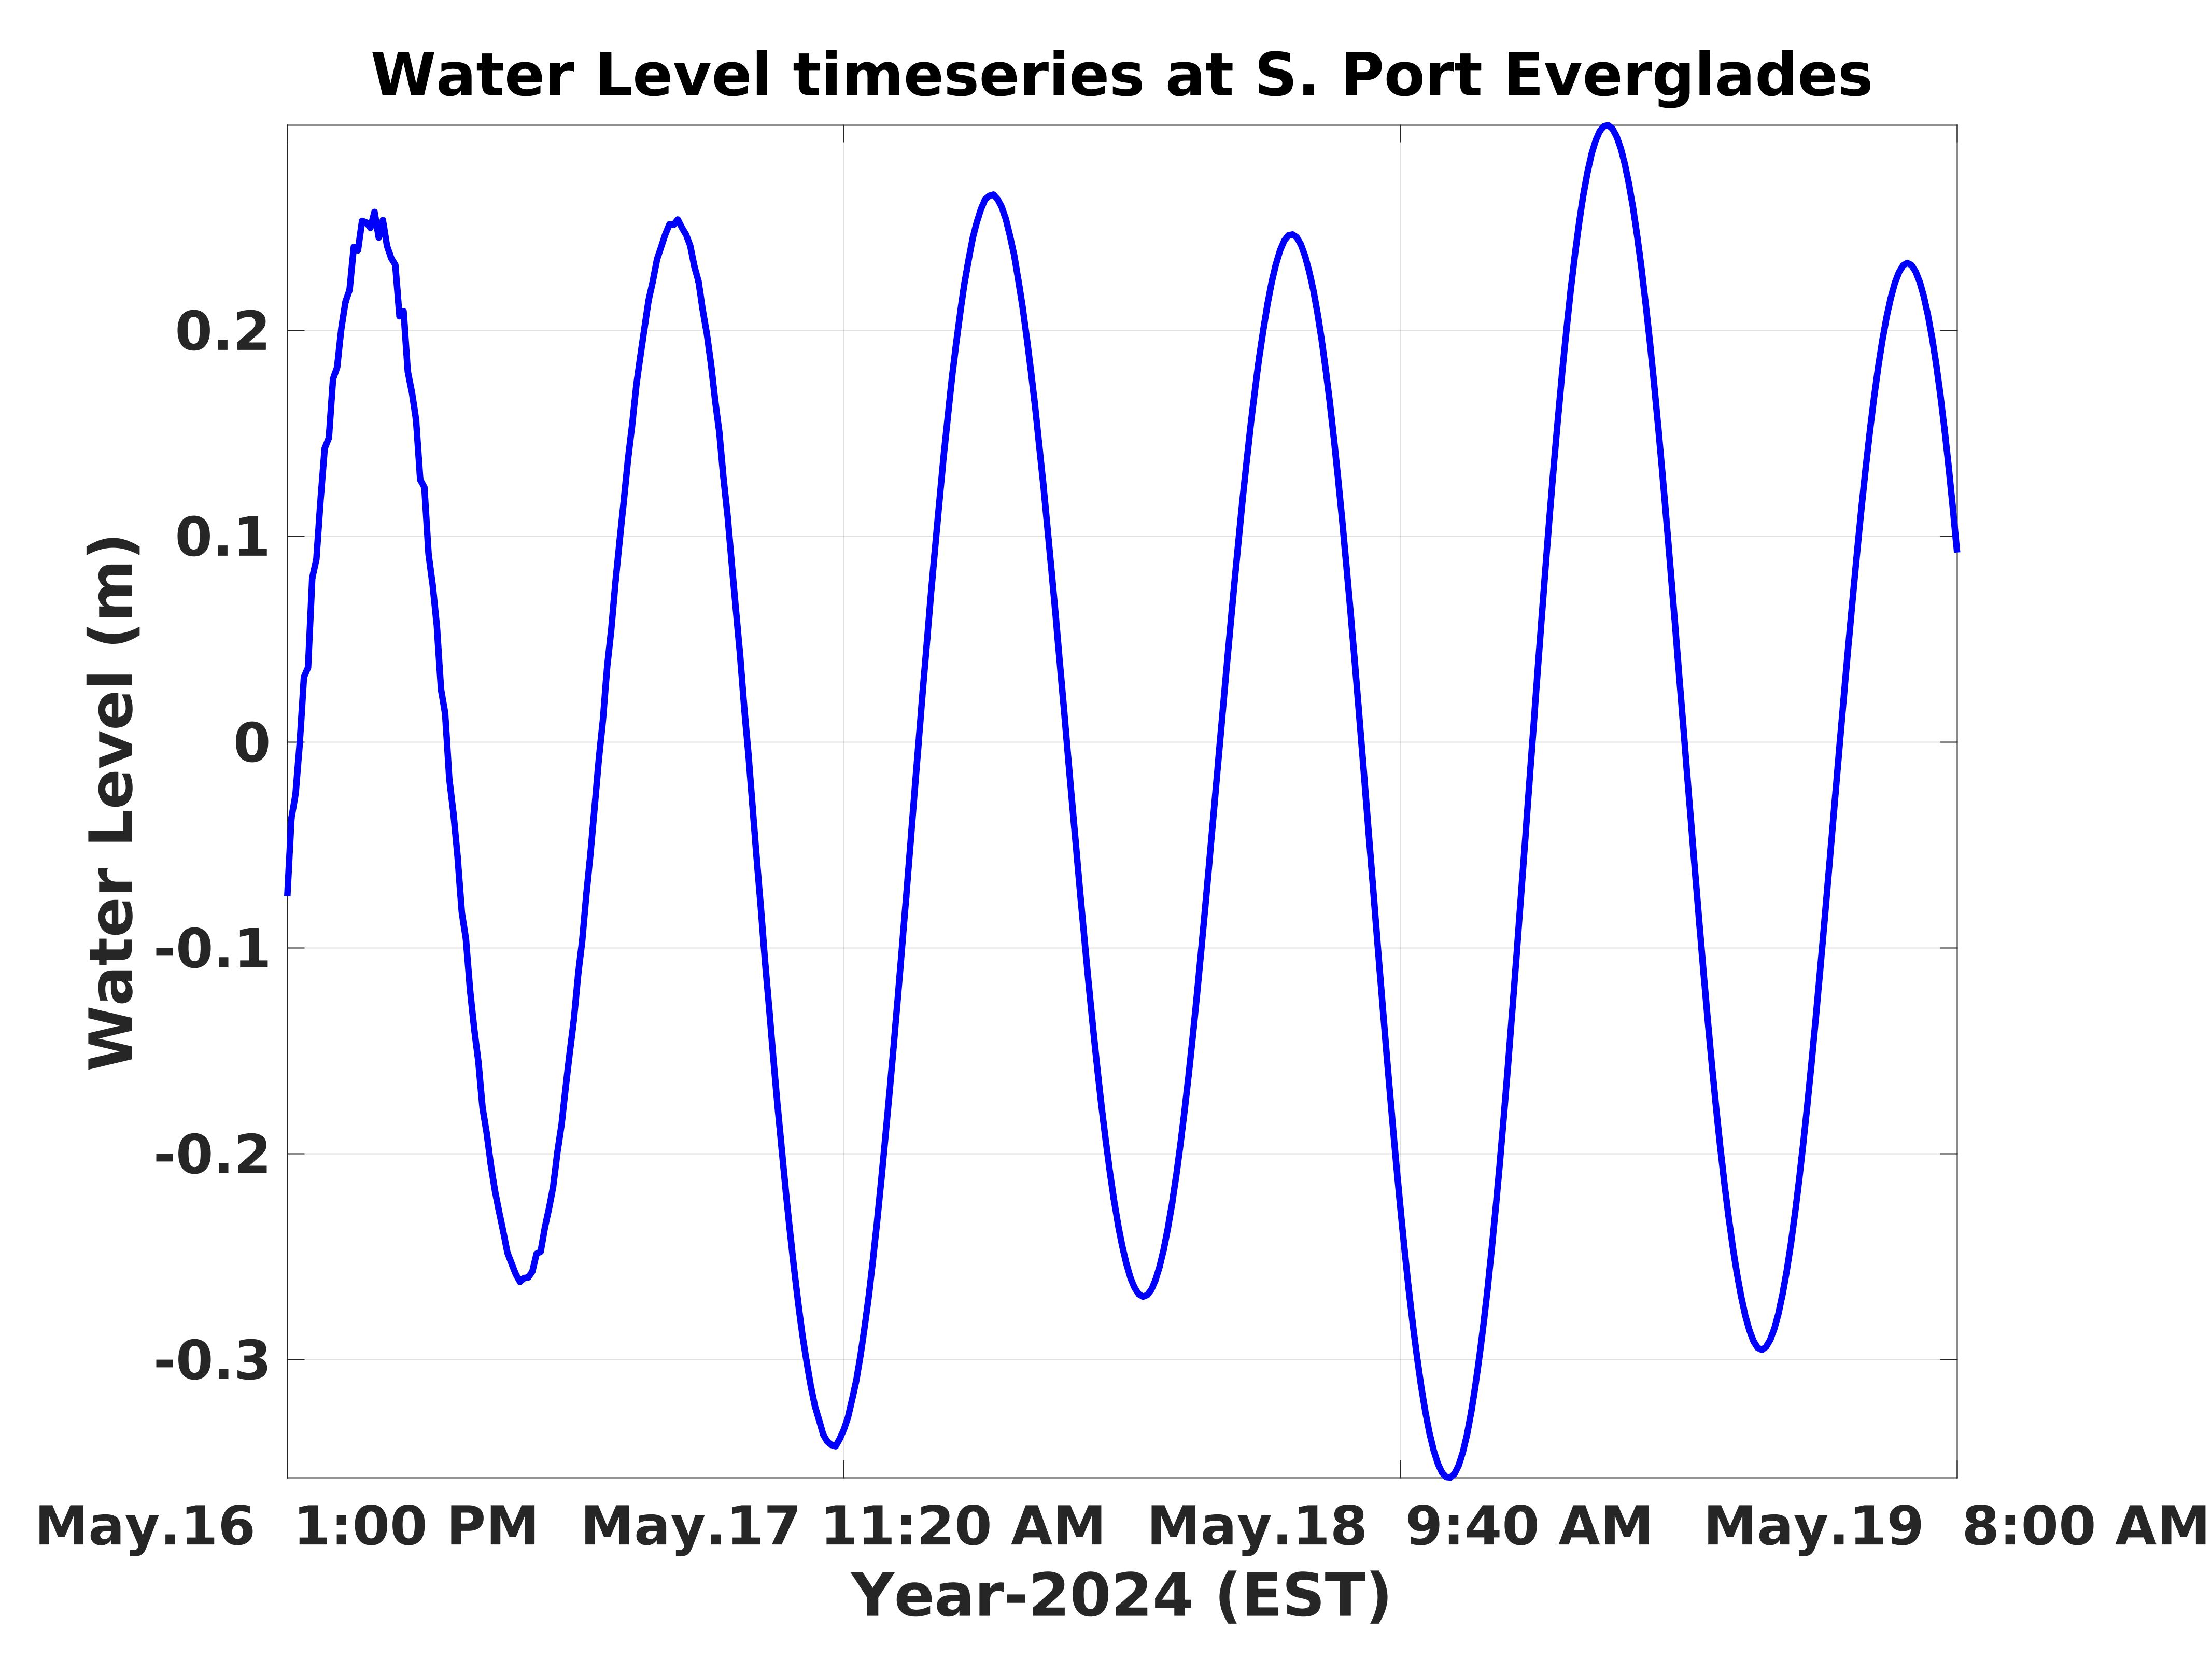 Water Level timeseries at S. Port Everglades
Water Level (m)
0.2
0.1
0
-0.1
-0.2
-0.3
May.16 1:00 PM May.17 11:20 AM May.18 9:40 AM May.19 8:00 AM
Year-2024 (EST)